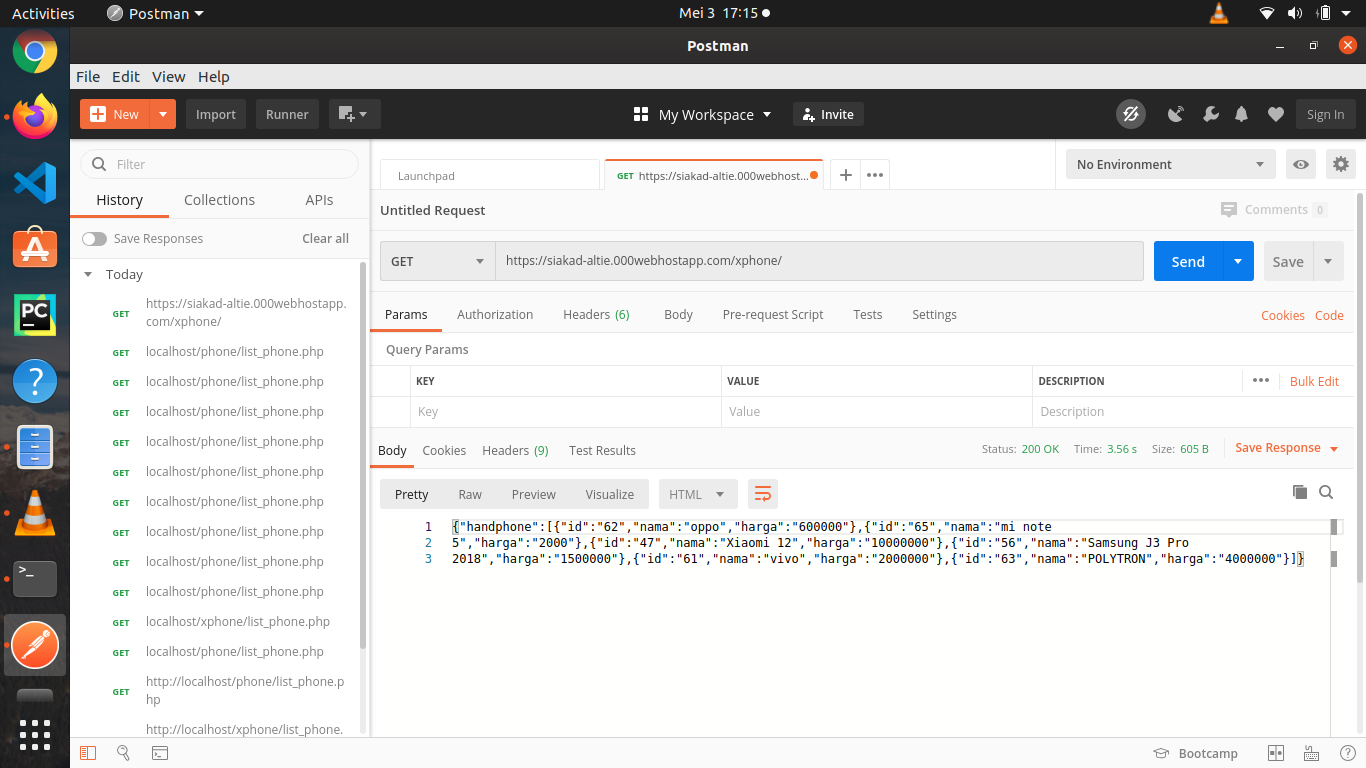 Activities
Postman
Mei 3 17:15
Postman
File Edit View Help
New
Import
Runner
My Workspace
Invite
Sign In
Filter
History
Collections
APIs
Save Responses
Clear all
Today
GET https://siakad-altie.000webhostapp.
com/xphone/
GET localhost/phone/list_phone.php
GET localhost/phone/list_phone.php
GET localhost/phone/list_phone.php
GET localhost/phone/list_phone.php
GET localhost/phone/list_phone.php
GET localhost/phone/list_phone.php
GET localhost/phone/list_phone.php
GET localhost/phone/list_phone.php
GET localhost/phone/list_phone.php
GET localhost/xphone/list_phone.php
GET localhost/phone/list_phone.php
GET http://localhost/phone/list_phone.p
hp
http://localhost/xphone/list_phone.
Launchpad
GET https://siakad-altie.000webhost...
No Environment
Untitled Request
Comments 0
GET
https://siakad-altie.000webhostapp.com/xphone/
Send
Save
Params Authorization Headers (6) Body Pre-request Script Tests Settings
Cookies Code
Query Params
KEY VALUE DESCRIPTION
Bulk Edit
Key Value Description
Body Cookies Headers (9) Test Results
Status: 200 OK Time: 3.56 s Size: 605 B
Save Response
Pretty Raw Preview Visualize
HTML
1 {"handphone":[{"id":"62","nama":"oppo","harga":"600000"},{"id":"65","nama":"mi note
2 5","harga":"2000"},{"id":"47","nama":"Xiaomi 12","harga":"10000000"},{"id":"56","nama":"Samsung J3 Pro
3 2018","harga":"1500000"},{"id":"61","nama":"vivo","harga":"2000000"},{"id":"63","nama":"POLYTRON","harga":"4000000"}]}
Bootcamp
PC
>_
?